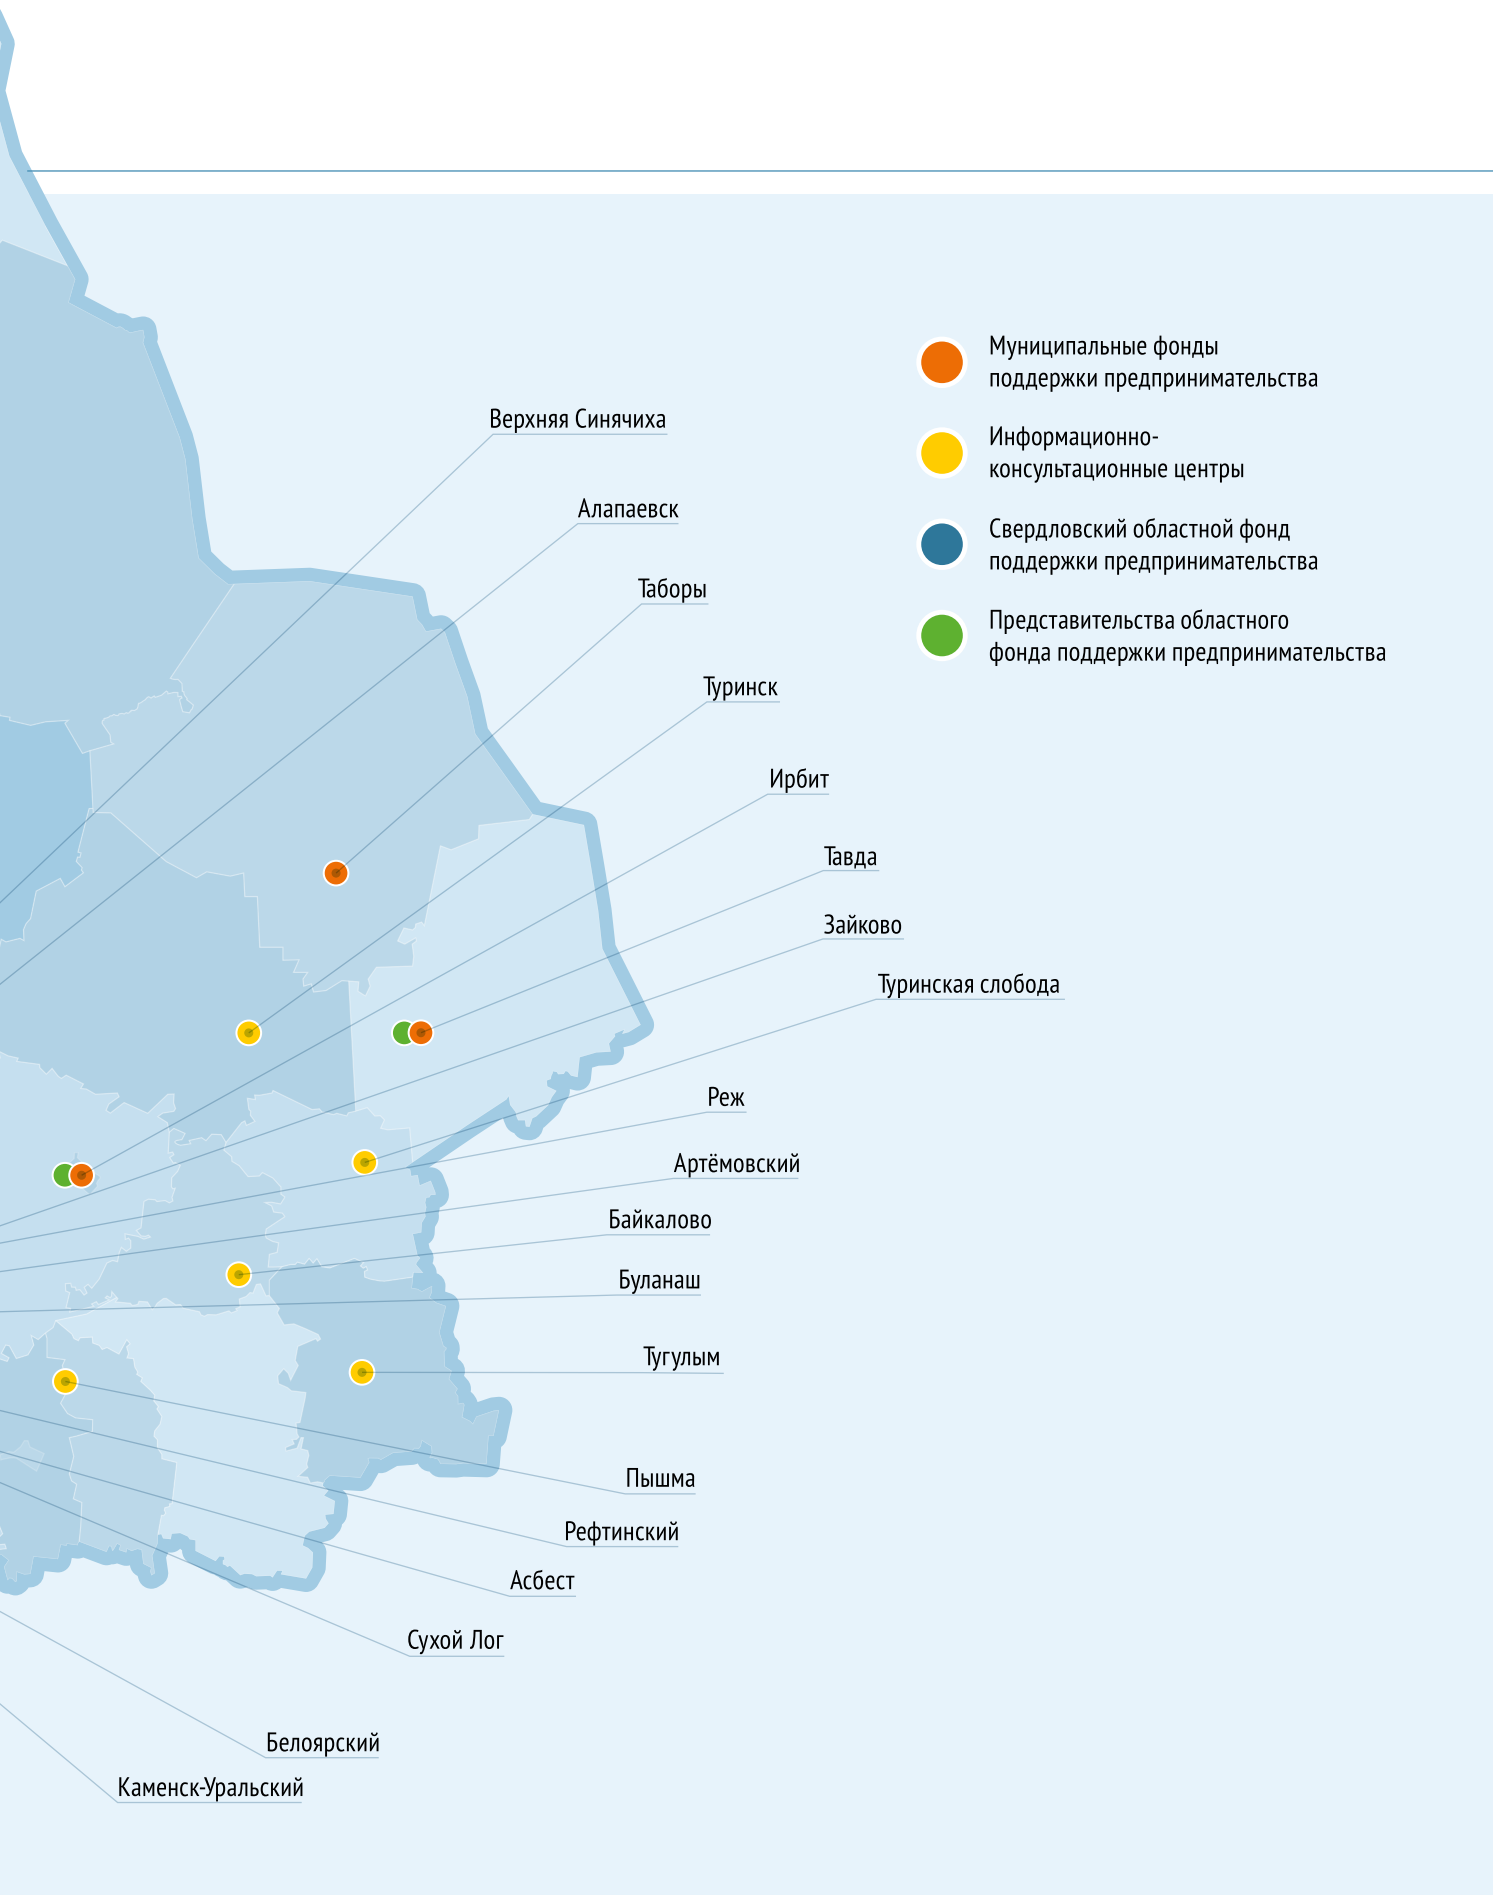 Муниципальные фонды
поддержки предпринимательства
Информационно-
консультационные центры
Свердловский областной фонд
поддержки предпринимательства
Представительства областного
фонда поддержки предпринимательства
Верхняя Синячиха
Алапаевск
Таборы
Туринск
Ирбит
Тавда
Зайково
Туринская слобода
Реж
Артёмовский
Байкалово
Буланаш
Тугулым
Пышма
Рефтинский
Асбест
Сухой Лог
Белоярский
Каменск-Уральский